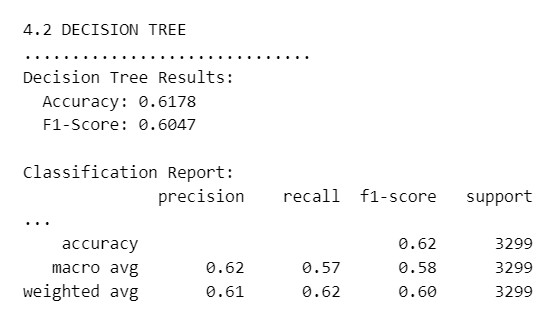 4.2 DECISION TREE
..............................
Decision Tree Results:
Accuracy: 0.6178
F1-Score: 0.6047
Classification Report:
precision recall f1-score support
...
accuracy 0.62 3299
macro avg 0.62 0.57 0.58 3299
weighted avg 0.61 0.62 0.60 3299